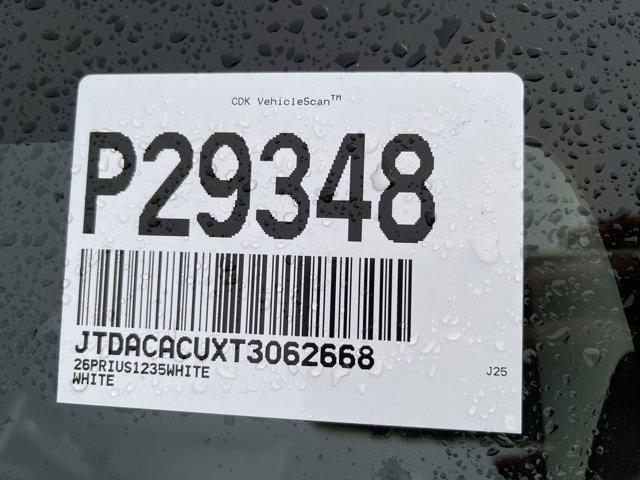 CDK VehicleScan™
P29348
JTDACACUXT3062668
26PRIUS1235WHITE
WHITE
J25